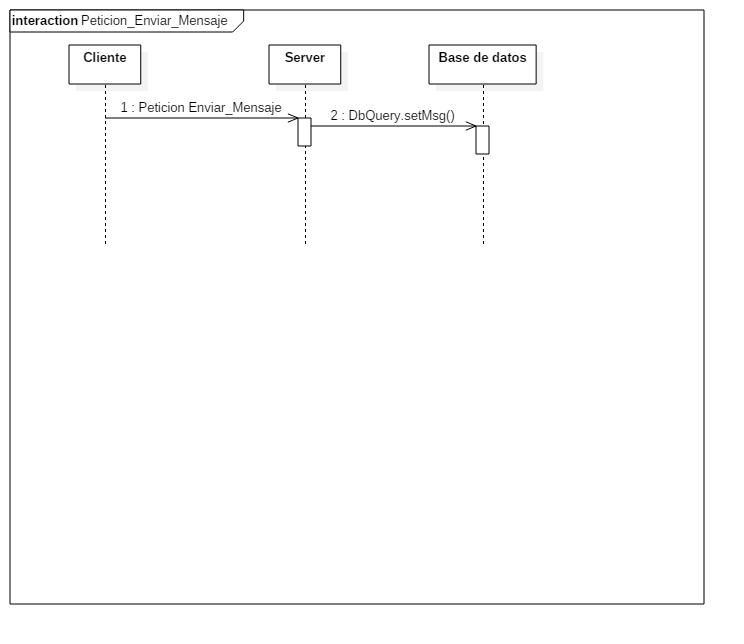 interaction Peticion_Enviar_Mensaje
Cliente
Server
Base de datos
1 : Peticion Enviar_Mensaje
2 : DbQuery.setMsg()